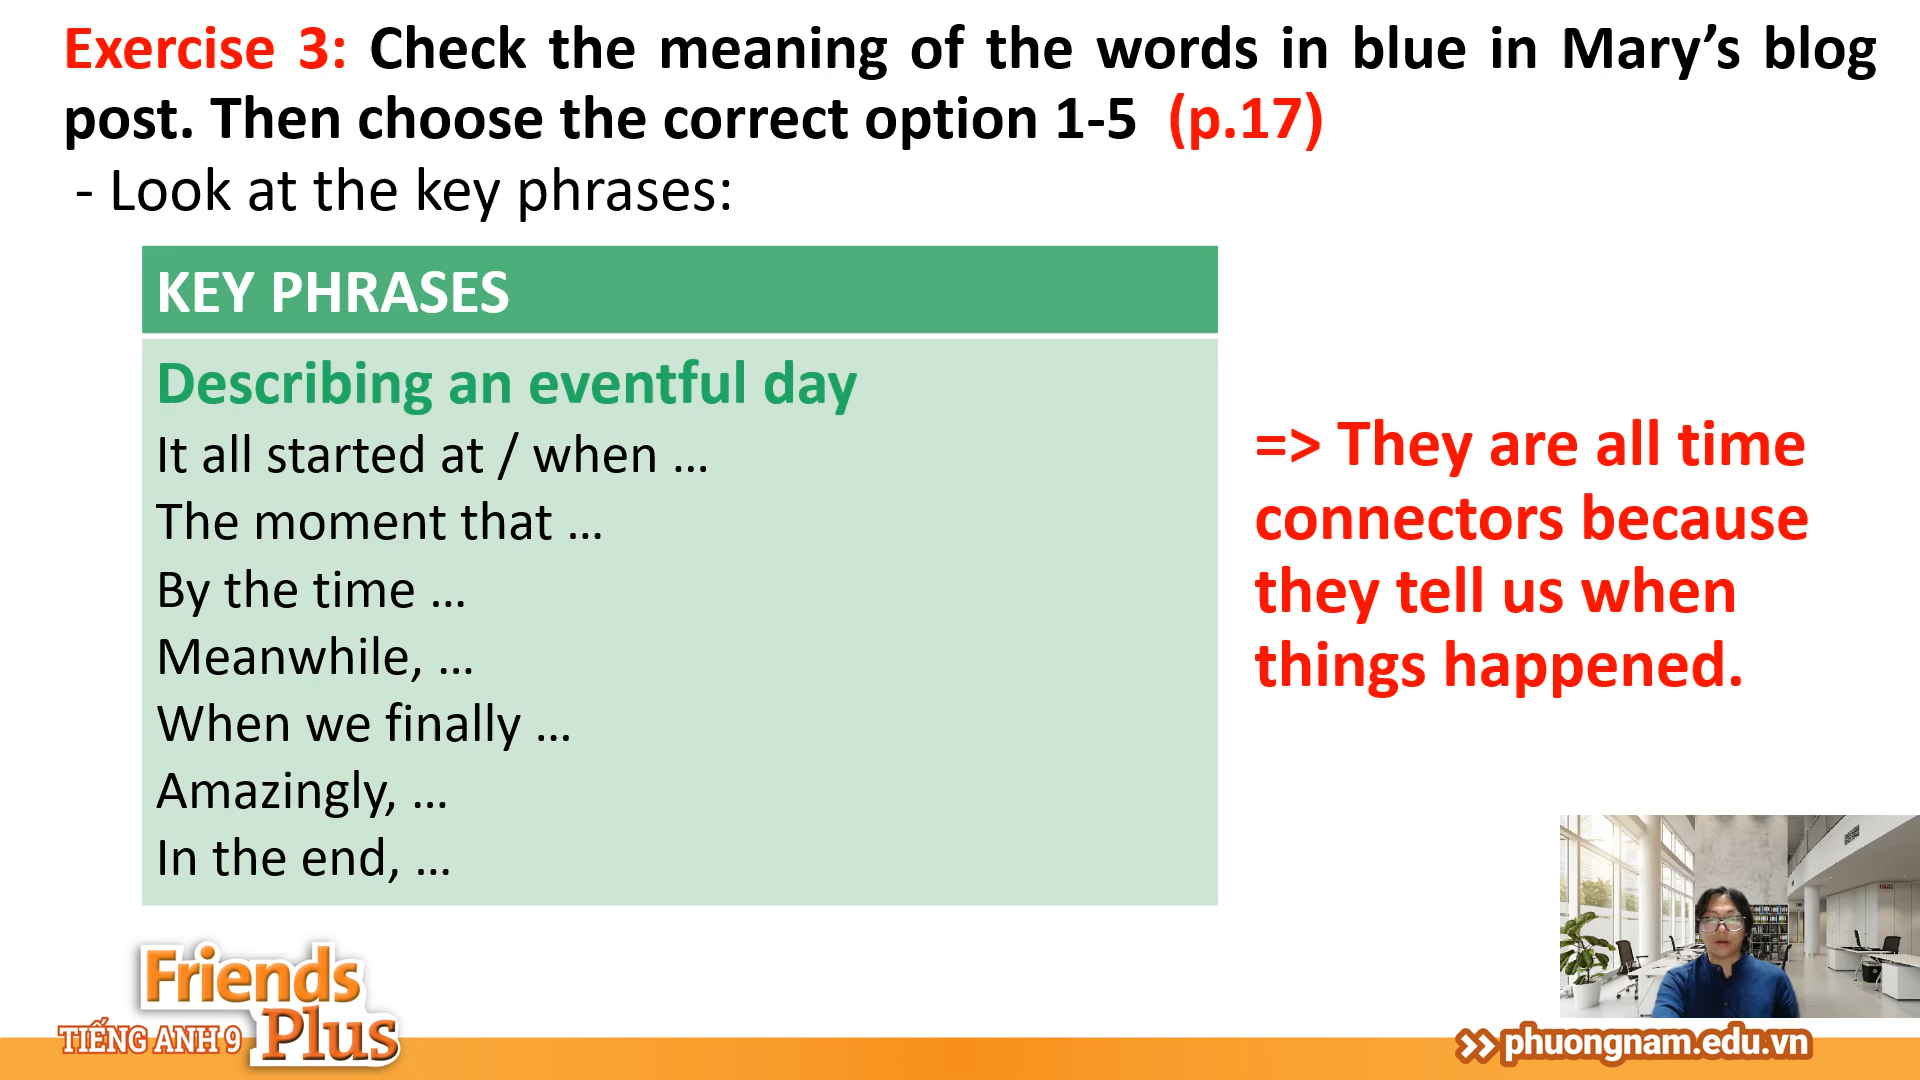 Exercise 3: Check the meaning of the words in blue in Mary’s blog
post. Then choose the correct option 1-5 (p.17)
- Look at the key phrases:
KEY PHRASES
Describing an eventful day
It all started at / when ...
The moment that ...
By the time ...
Meanwhile, ...
When we finally ...
Amazingly, ...
In the end, ...
=> They are all time
connectors because
they tell us when
things happened.
Friends
Plus
TIẾNG ANH 9
phuongnam.edu.vn